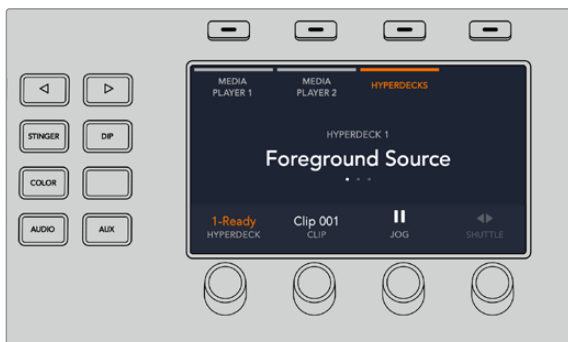 MEDIA
PLAYER 1
MEDIA
PLAYER 2
HYPERDECKS
STINGER
DIP
HYPERDECK 1
Foreground Source
COLOR
AUDIO
AUX
1-Ready
HYPERDECK
Clip 001
CLIP
JOG
SHUTTLE